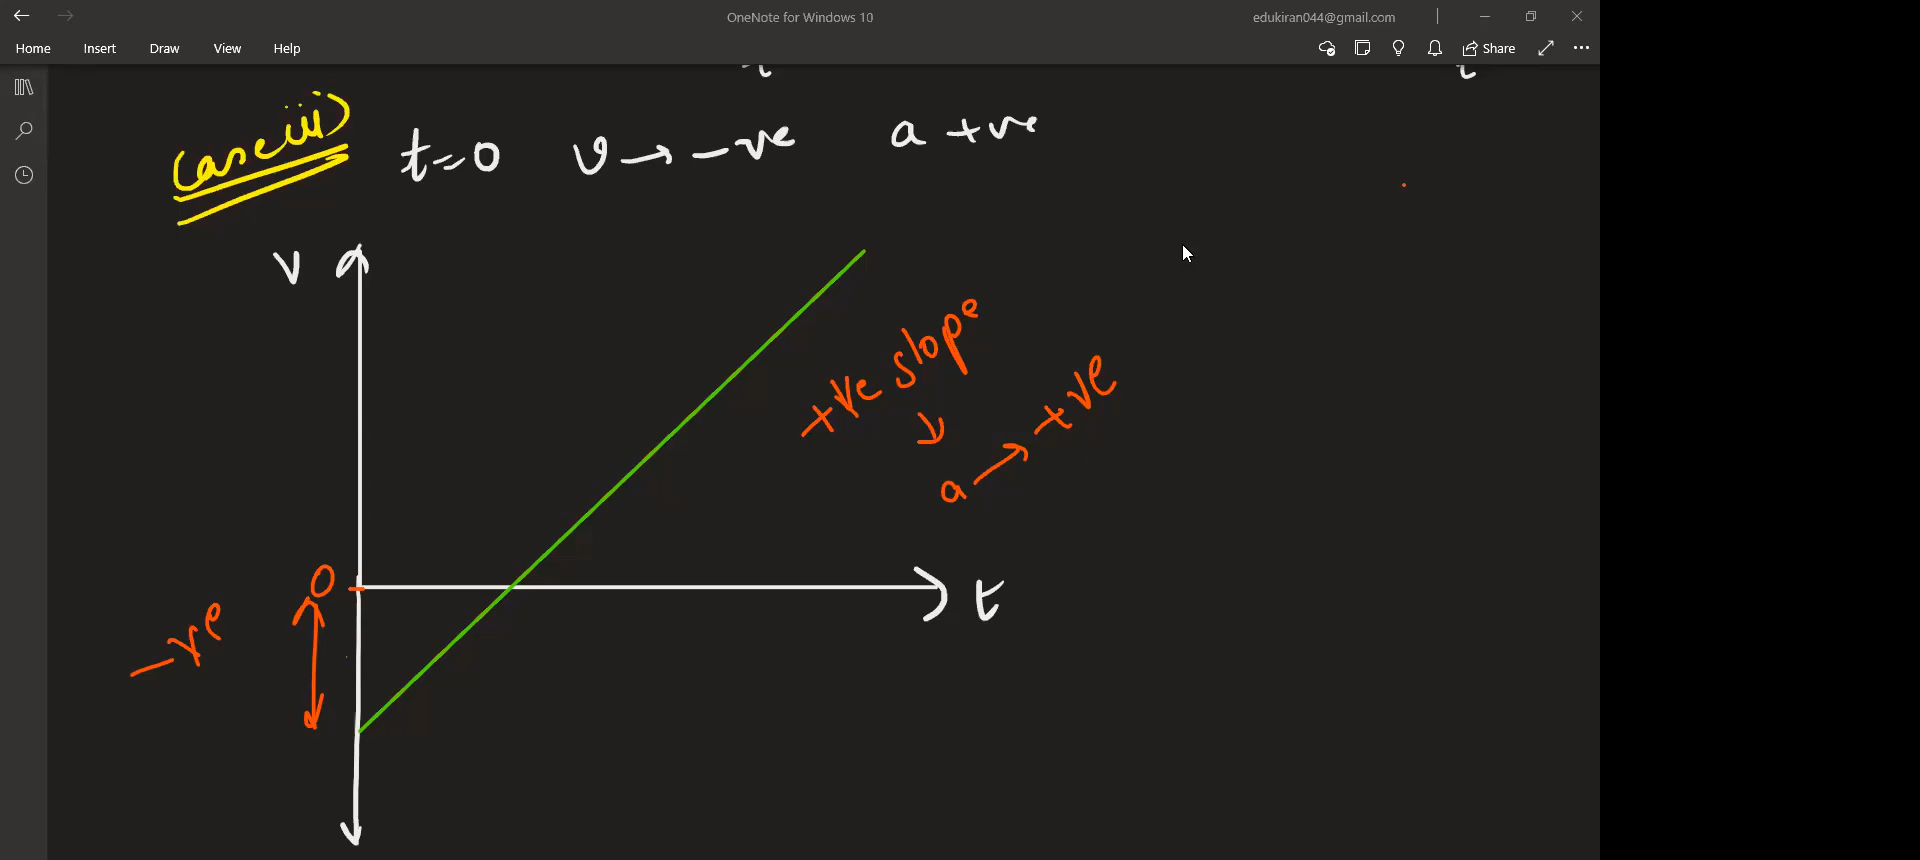 OneNote for Windows 10
edukiran044@gmail.com
Home Insert Draw View Help
Share
t t
Case iii) t=0 v → -ve a +ve
V
+ve slope
a → +ve
0
-ve
t